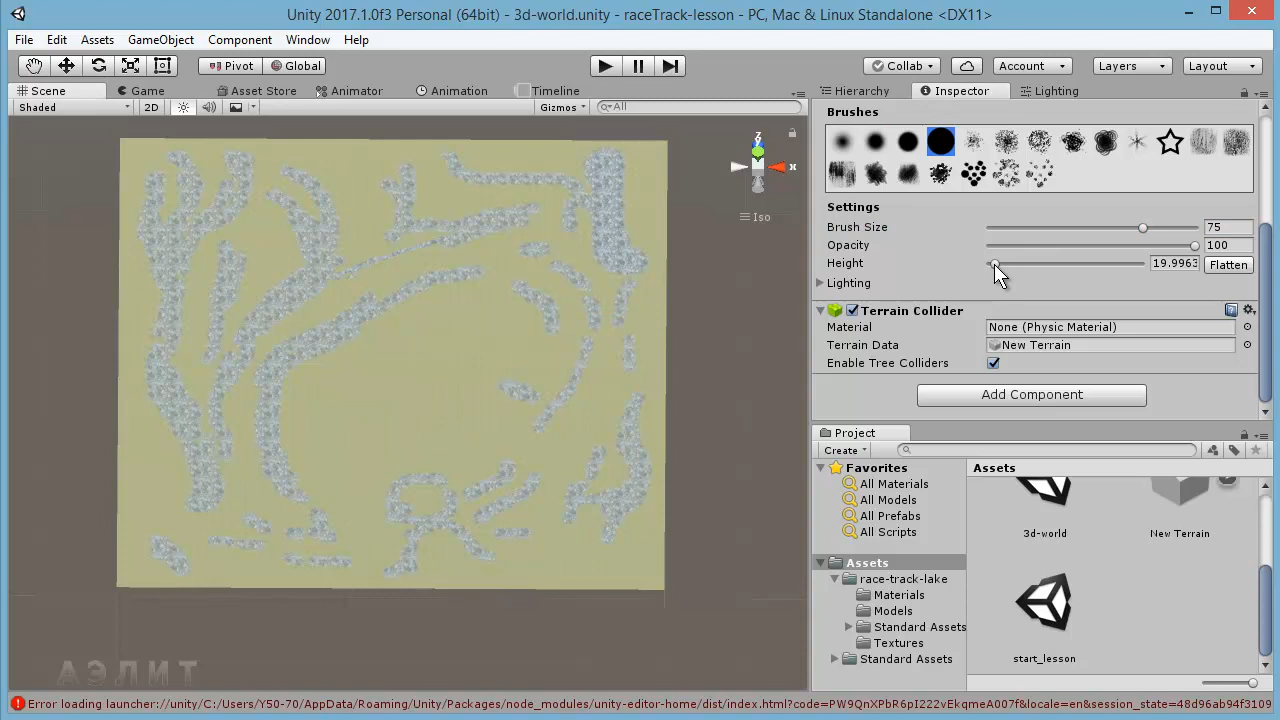 Unity 2017.1.0f3 Personal (64bit) - 3d-world.unity - raceTrack-lesson - PC, Mac & Linux Standalone <DX11>
File Edit Assets GameObject Component Window Help
Pivot Global Collab Account Layers Layout
Scene Game Asset Store Animator Animation Timeline
Shaded 2D Gizmos All
z
x
Iso
АЭЛИТ
Hierarchy Inspector Lighting
Brushes
Settings
Brush Size 75
Opacity 100
Height 19.9963 Flatten
Lighting
Terrain Collider
Material None (Physic Material)
Terrain Data New Terrain
Enable Tree Colliders
Add Component
Project
Create
Favorites
All Materials
All Models
All Prefabs
All Scripts
Assets
race-track-lake
Materials
Models
Standard Assets
Textures
Standard Assets
Assets
3d-world New Terrain
start_lesson
Error loading launcher://unity/C:/Users/Y50-70/AppData/Roaming/Unity/Packages/node_modules/unity-editor-home/dist/index.html?code=PW9QnXPbR6pI222vEkqmeA007f&locale=en&session_state=48d96ab94f3109